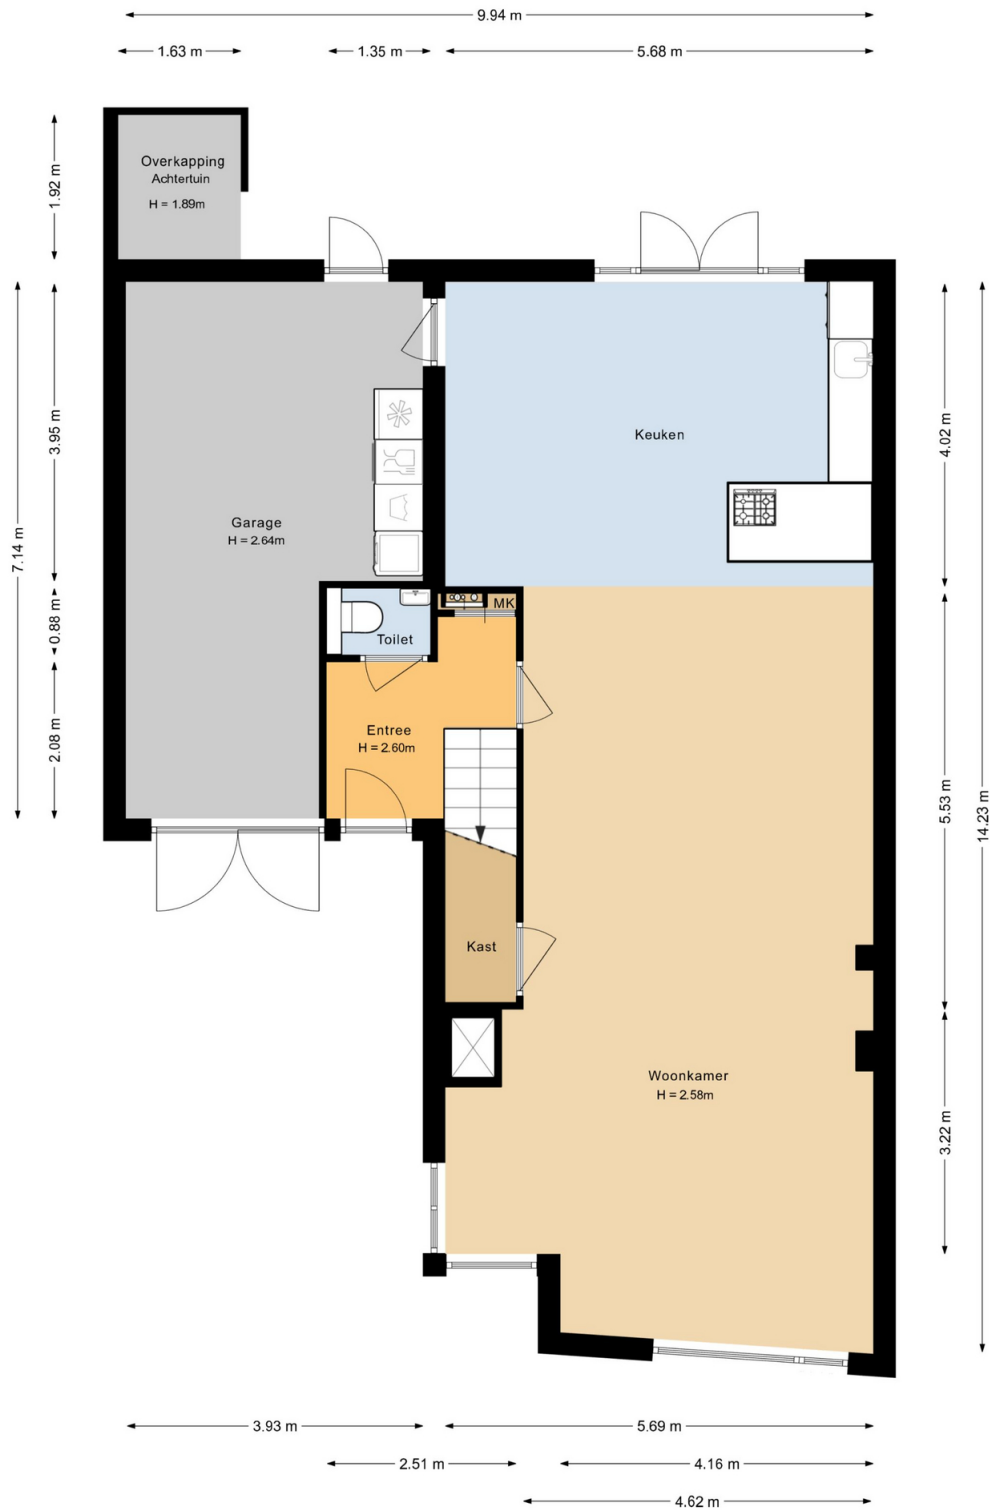 9.94 m
1.63 m
1.35 m
5.68 m
1.92 m
Overkapping
Achtertuin
H = 1.89m
7.14 m
3.95 m
0.88 m
2.08 m
Keuken
4.02 m
Garage
H = 2.64m
MK
Toilet
Entree
H = 2.60m
5.53 m
14.23 m
Kast
Woonkamer
H = 2.58m
3.22 m
3.93 m
5.69 m
2.51 m
4.16 m
4.62 m